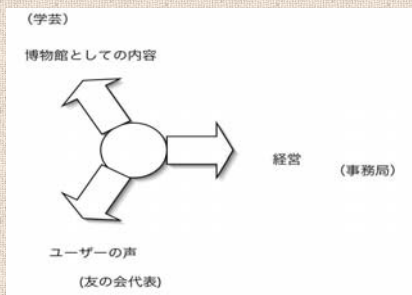 （学芸）
博物館としての内容
経営
（事務局）
ユーザーの声
(友の会代表)